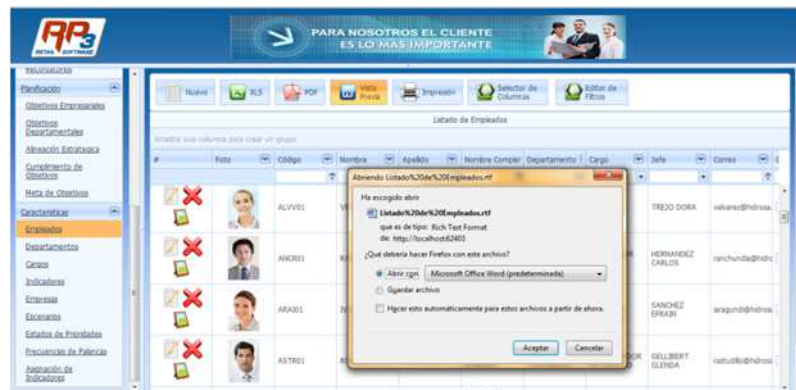 RP3
RETAIL SOFTWARE
PARA NOSOTROS EL CLIENTE
ES LO MÁS IMPORTANTE
Planificación
Objetivos Empresariales
Objetivos
Departamentales
Alineación Estratégica
Cumplimiento de
Objetivos
Meta de Objetivos
Características
Empleados
Departamentos
Cargos
Indicadores
Empresas
Escenarios
Estados de Prioridades
Frecuencias de Palancas
Asignación de
Indicadores
Nuevo
XLS
PDF
Vista
Previa
Impresión
Selector de
Columnas
Editor de
Filtros
Listado de Empleados
Arrastre una columna para crear un grupo
# Foto Código Nombre Apellido Nombre Complet Departamento Cargo Jefe Correo
ALVV01
TREJO DORA
ANCR01
HERNANDEZ
CARLOS
ARAI01
SANCHEZ
EFRAIN
ASTR01
GELLIBERT
GLENDA
Abriendo Listado%20de%20Empleados.rtf
Ha escogido abrir
Listado%20de%20Empleados.rtf
que es de tipo: Rich Text Format
de: http://localhost:62403
¿Qué debería hacer Firefox con este archivo?
Abrir con Microsoft Office Word (predeterminada)
Guardar archivo
Hacer esto automáticamente para estos archivos a partir de ahora.
Aceptar
Cancelar